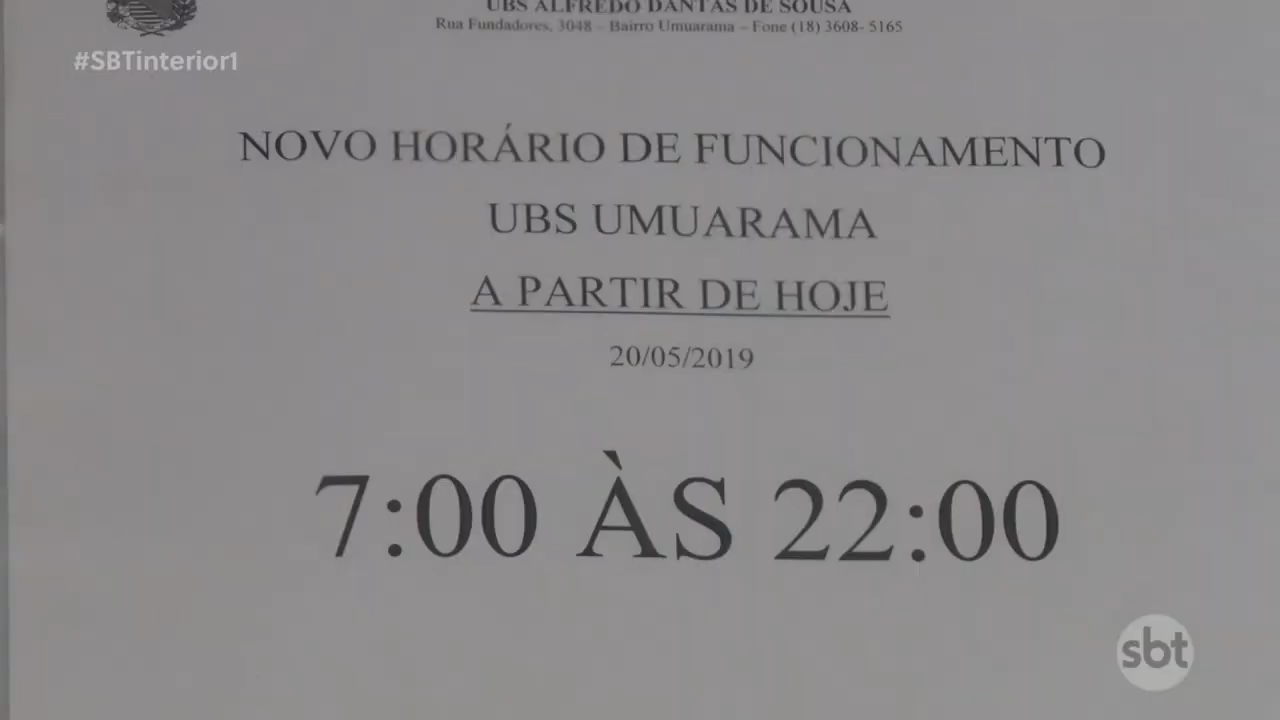 UBS ALFREDO DANTAS DE SOUSA
Rua Fundadores, 3048 – Bairro Umuarama – Fone (18) 3608- 5165
#SBTinterior1
NOVO HORÁRIO DE FUNCIONAMENTO
UBS UMUARAMA
A PARTIR DE HOJE
20/05/2019
7:00 ÀS 22:00
sbt